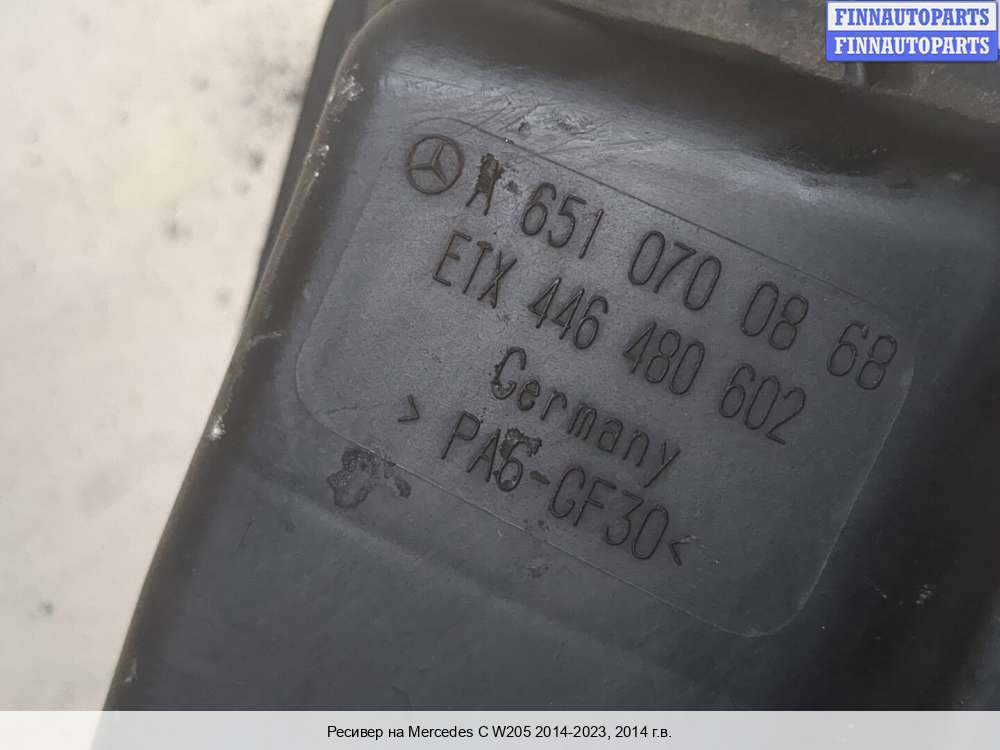 FINNAUTOPARTS
FINNAUTOPARTS
A 651 070 08 68
ETX 446 480 602
Germany
> PA6-GF30<
Ресивер на Mercedes C W205 2014-2023, 2014 г.в.